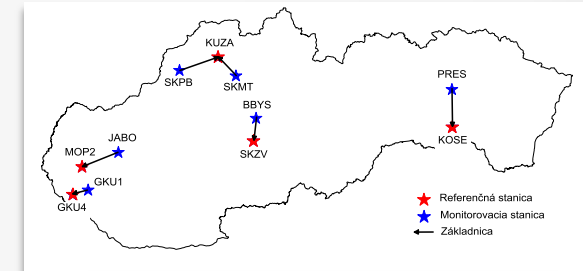 KUZA
SKPB
SKMT
PRES
BBYS
JABO
KOSE
MOP2
SKZV
GKU1
GKU4
Referenčná stanica
Monitorovacia stanica
Základnica